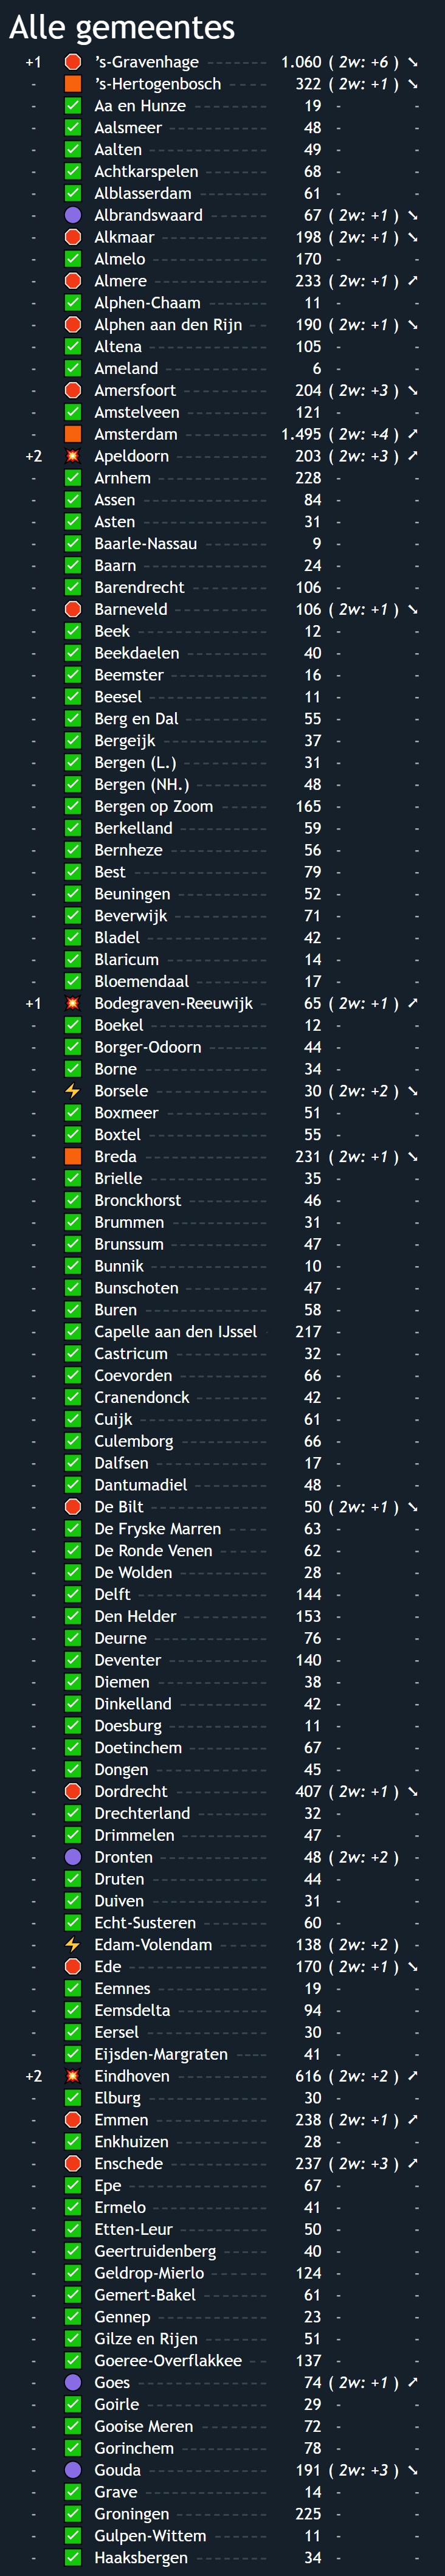 Alle gemeentes
+1 's-Gravenhage 1.060 ( 2w: +6 ) ➘
- 's-Hertogenbosch 322 ( 2w: +1 ) ➘
- Aa en Hunze 19 - -
- Aalsmeer 48 - -
- Aalten 49 - -
- Achtkarspelen 68 - -
- Alblasserdam 61 - -
- Albrandswaard 67 ( 2w: +1 ) ➘
- Alkmaar 198 ( 2w: +1 ) ➘
- Almelo 170 - -
- Almere 233 ( 2w: +1 ) ➚
- Alphen-Chaam 11 - -
- Alphen aan den Rijn 190 ( 2w: +1 ) ➘
- Altena 105 - -
- Ameland 6 - -
- Amersfoort 204 ( 2w: +3 ) ➘
- Amstelveen 121 - -
- Amsterdam 1.495 ( 2w: +4 ) ➚
+2 Apeldoorn 203 ( 2w: +3 ) ➚
- Arnhem 228 - -
- Assen 84 - -
- Asten 31 - -
- Baarle-Nassau 9 - -
- Baarn 24 - -
- Barendrecht 106 - -
- Barneveld 106 ( 2w: +1 ) ➘
- Beek 12 - -
- Beekdaelen 40 - -
- Beemster 16 - -
- Beesel 11 - -
- Berg en Dal 55 - -
- Bergeijk 37 - -
- Bergen (L.) 31 - -
- Bergen (NH.) 48 - -
- Bergen op Zoom 165 - -
- Berkelland 59 - -
- Bernheze 56 - -
- Best 79 - -
- Beuningen 52 - -
- Beverwijk 71 - -
- Bladel 42 - -
- Blaricum 14 - -
- Bloemendaal 17 - -
+1 Bodegraven-Reeuwijk 65 ( 2w: +1 ) ➚
- Boekel 12 - -
- Borger-Odoorn 44 - -
- Borne 34 - -
- Borsele 30 ( 2w: +2 ) ➘
- Boxmeer 51 - -
- Boxtel 55 - -
- Breda 231 ( 2w: +1 ) ➘
- Brielle 35 - -
- Bronckhorst 46 - -
- Brummen 31 - -
- Brunssum 47 - -
- Bunnik 10 - -
- Bunschoten 47 - -
- Buren 58 - -
- Capelle aan den IJssel 217 - -
- Castricum 32 - -
- Coevorden 66 - -
- Cranendonck 42 - -
- Cuijk 61 - -
- Culemborg 66 - -
- Dalfsen 17 - -
- Dantumadiel 48 - -
- De Bilt 50 ( 2w: +1 ) ➘
- De Fryske Marren 63 - -
- De Ronde Venen 62 - -
- De Wolden 28 - -
- Delft 144 - -
- Den Helder 153 - -
- Deurne 76 - -
- Deventer 140 - -
- Diemen 38 - -
- Dinkelland 42 - -
- Doesburg 11 - -
- Doetinchem 67 - -
- Dongen 45 - -
- Dordrecht 407 ( 2w: +1 ) ➘
- Drechterland 32 - -
- Drimmelen 47 - -
- Dronten 48 ( 2w: +2 ) -
- Druten 44 - -
- Duiven 31 - -
- Echt-Susteren 60 - -
- Edam-Volendam 138 ( 2w: +2 ) -
- Ede 170 ( 2w: +1 ) ➘
- Eemnes 19 - -
- Eemsdelta 94 - -
- Eersel 30 - -
- Eijsden-Margraten 41 - -
+2 Eindhoven 616 ( 2w: +2 ) ➚
- Elburg 30 - -
- Emmen 238 ( 2w: +1 ) ➚
- Enkhuizen 28 - -
- Enschede 237 ( 2w: +3 ) ➚
- Epe 67 - -
- Ermelo 41 - -
- Etten-Leur 50 - -
- Geertruidenberg 40 - -
- Geldrop-Mierlo 124 - -
- Gemert-Bakel 61 - -
- Gennep 23 - -
- Gilze en Rijen 51 - -
- Goeree-Overflakkee 137 - -
- Goes 74 ( 2w: +1 ) ➚
- Goirle 29 - -
- Gooise Meren 72 - -
- Gorinchem 78 - -
- Gouda 191 ( 2w: +3 ) ➘
- Grave 14 - -
- Groningen 225 - -
- Gulpen-Wittem 11 - -
- Haaksbergen 34 - -